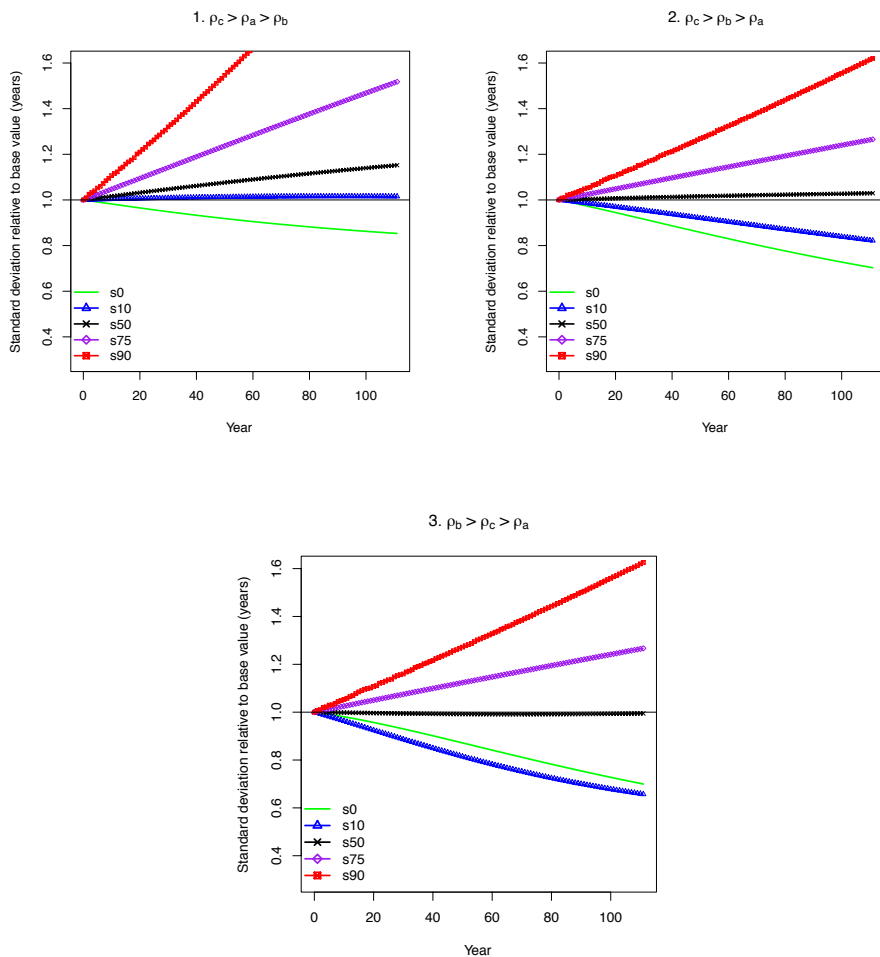 1. ρc > ρa > ρb
Standard deviation relative to base value (years)
1.6
1.4
1.2
1.0
0.8
0.6
0.4
s0
s10
s50
s75
s90
0 20 40 60 80 100
Year
2. ρc > ρb > ρa
Standard deviation relative to base value (years)
1.6
1.4
1.2
1.0
0.8
0.6
0.4
s0
s10
s50
s75
s90
0 20 40 60 80 100
Year
3. ρb > ρc > ρa
Standard deviation relative to base value (years)
1.6
1.4
1.2
1.0
0.8
0.6
0.4
s0
s10
s50
s75
s90
0 20 40 60 80 100
Year